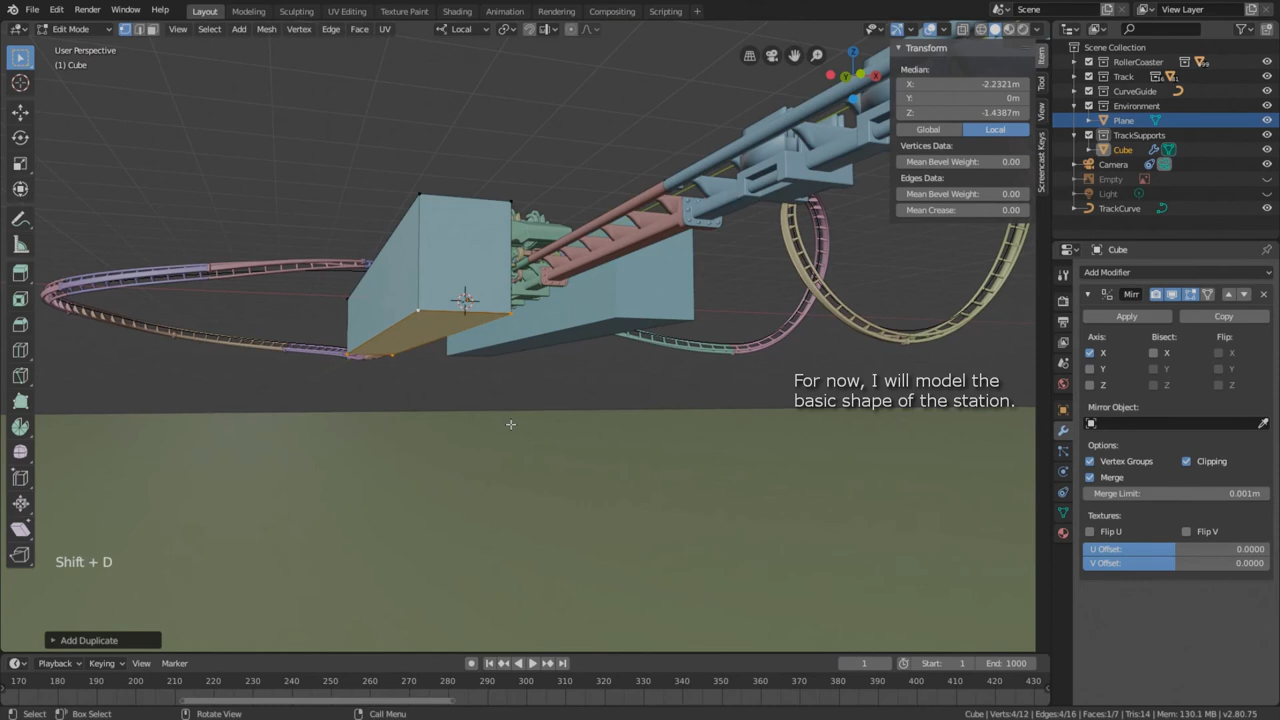 File Edit Render Window Help
Layout Modeling Sculpting UV Editing Texture Paint Shading Animation Rendering Compositing Scripting +
Scene
View Layer
Edit Mode View Select Add Mesh Vertex Edge Face UV
Local
User Perspective
(1) Cube
Transform
Median:
X: -2.2321m
Y: 0m
Z: -1.4387m
Global Local
Vertices Data:
Mean Bevel Weight: 0.00
Edges Data:
Mean Bevel Weight: 0.00
Mean Crease: 0.00
Item
Tool
View
Screencast Keys
Scene Collection
RollerCoaster
Track
CurveGuide
Environment
Plane
TrackSupports
Cube
Camera
Empty
Light
TrackCurve
Cube
Add Modifier
Mirr
Apply Copy
Axis: Bisect: Flip:
X X X
Y Y Y
Z Z Z
Mirror Object:
Options:
Vertex Groups Clipping
Merge
Merge Limit: 0.001m
Textures:
Flip U Flip V
U Offset: 0.0000
V Offset: 0.0000
For now, I will model the
basic shape of the station.
Shift + D
Add Duplicate
Playback Keying View Marker
1 Start: 1 End: 1000
170 180 190 200 210 220 230 240 250 260 270 280 290 300 310 320 330 340 350 360 370 380 390 400 410 420 430
Select Box Select Rotate View Call Menu
Cube | Verts:4/12 | Edges:4/16 | Faces:1/7 | Tris:14 | Mem: 130.1 MB | v2.80.75